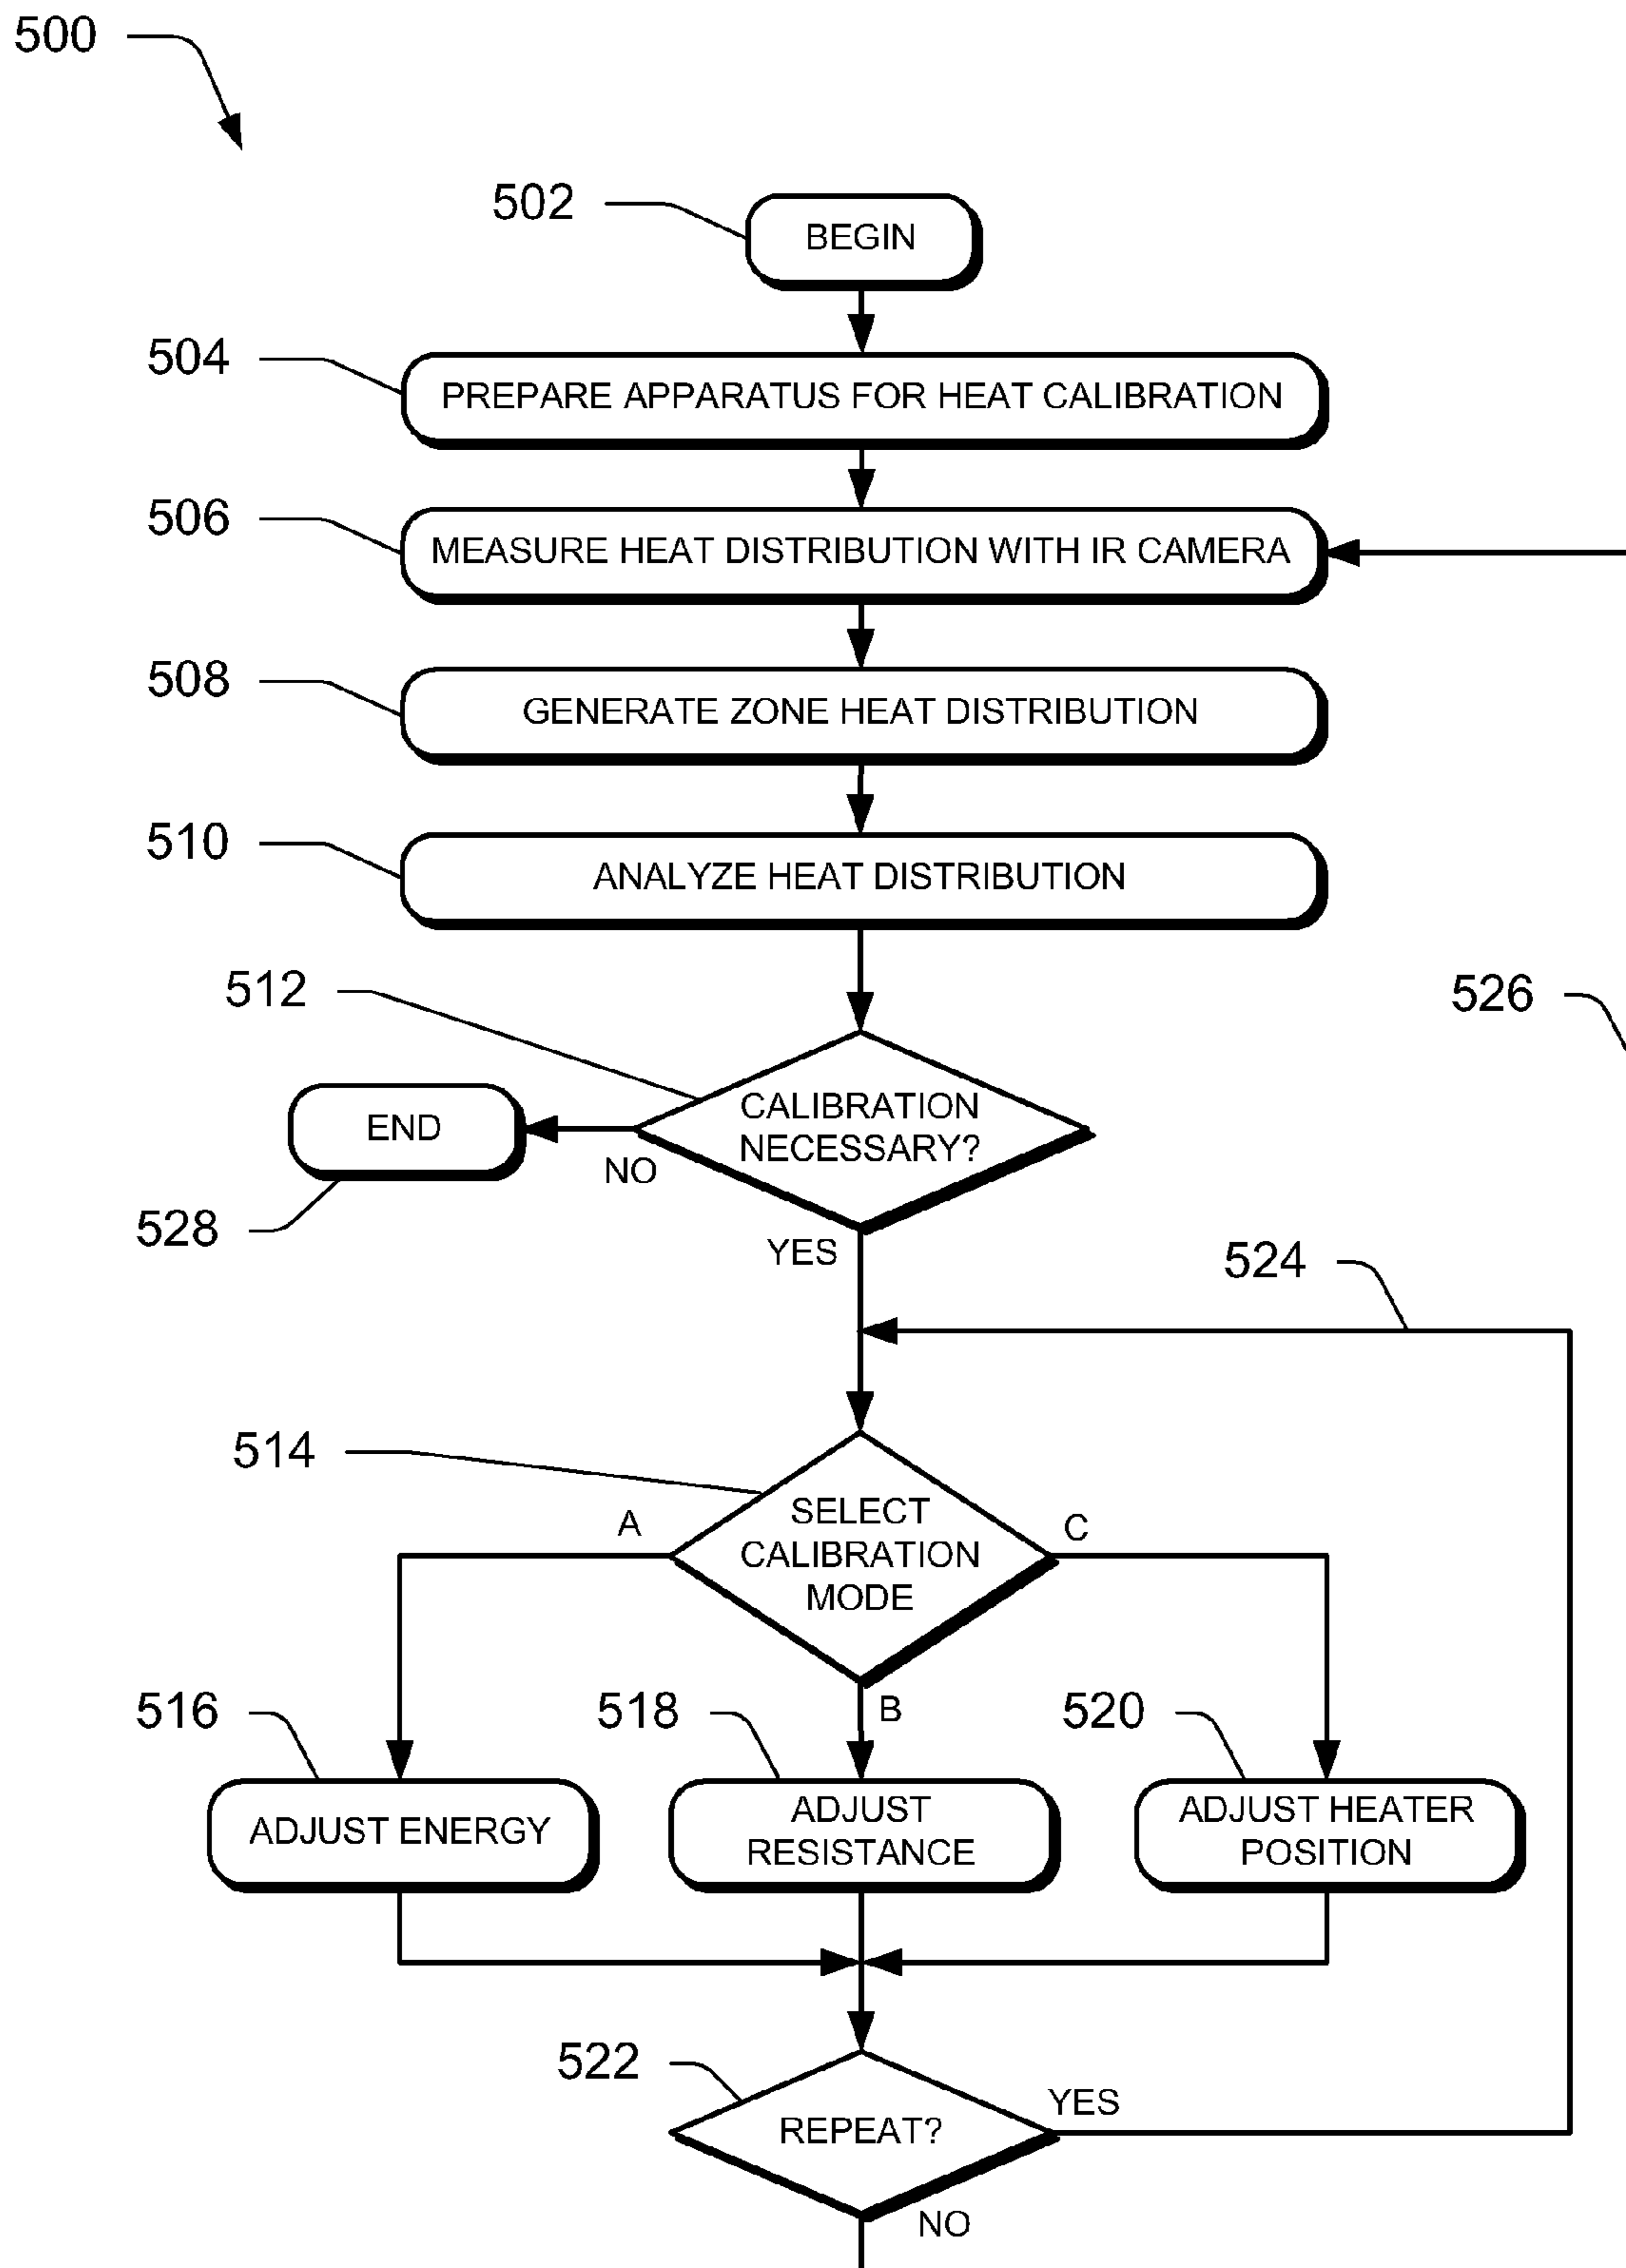 500
502
BEGIN
504
PREPARE APPARATUS FOR HEAT CALIBRATION
506
MEASURE HEAT DISTRIBUTION WITH IR CAMERA
508
GENERATE ZONE HEAT DISTRIBUTION
510
ANALYZE HEAT DISTRIBUTION
512
526
CALIBRATION
NECESSARY?
END
NO
528
YES
524
514
SELECT
CALIBRATION
MODE
A
C
B
516
518
520
ADJUST ENERGY
ADJUST
RESISTANCE
ADJUST HEATER
POSITION
522
REPEAT?
YES
NO